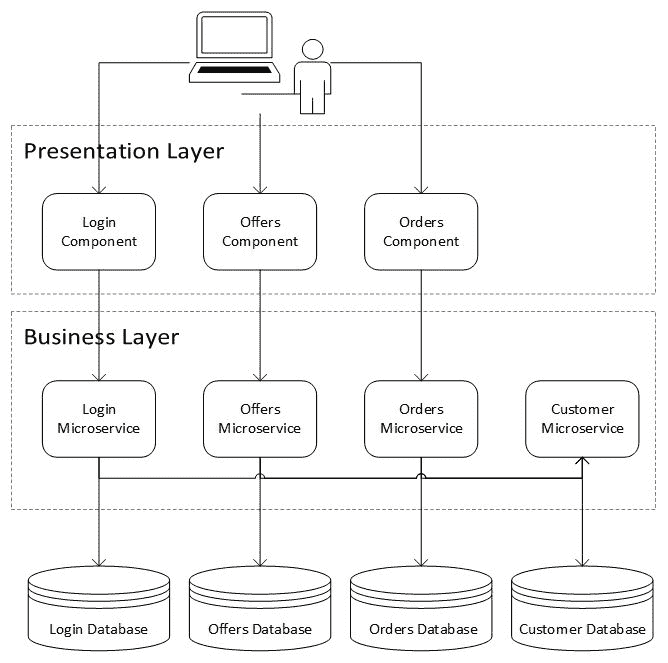 Presentation Layer
Login
Component
Offers
Component
Orders
Component
Business Layer
Login
Microservice
Offers
Microservice
Orders
Microservice
Customer
Microservice
Login Database
Offers Database
Orders Database
Customer Database